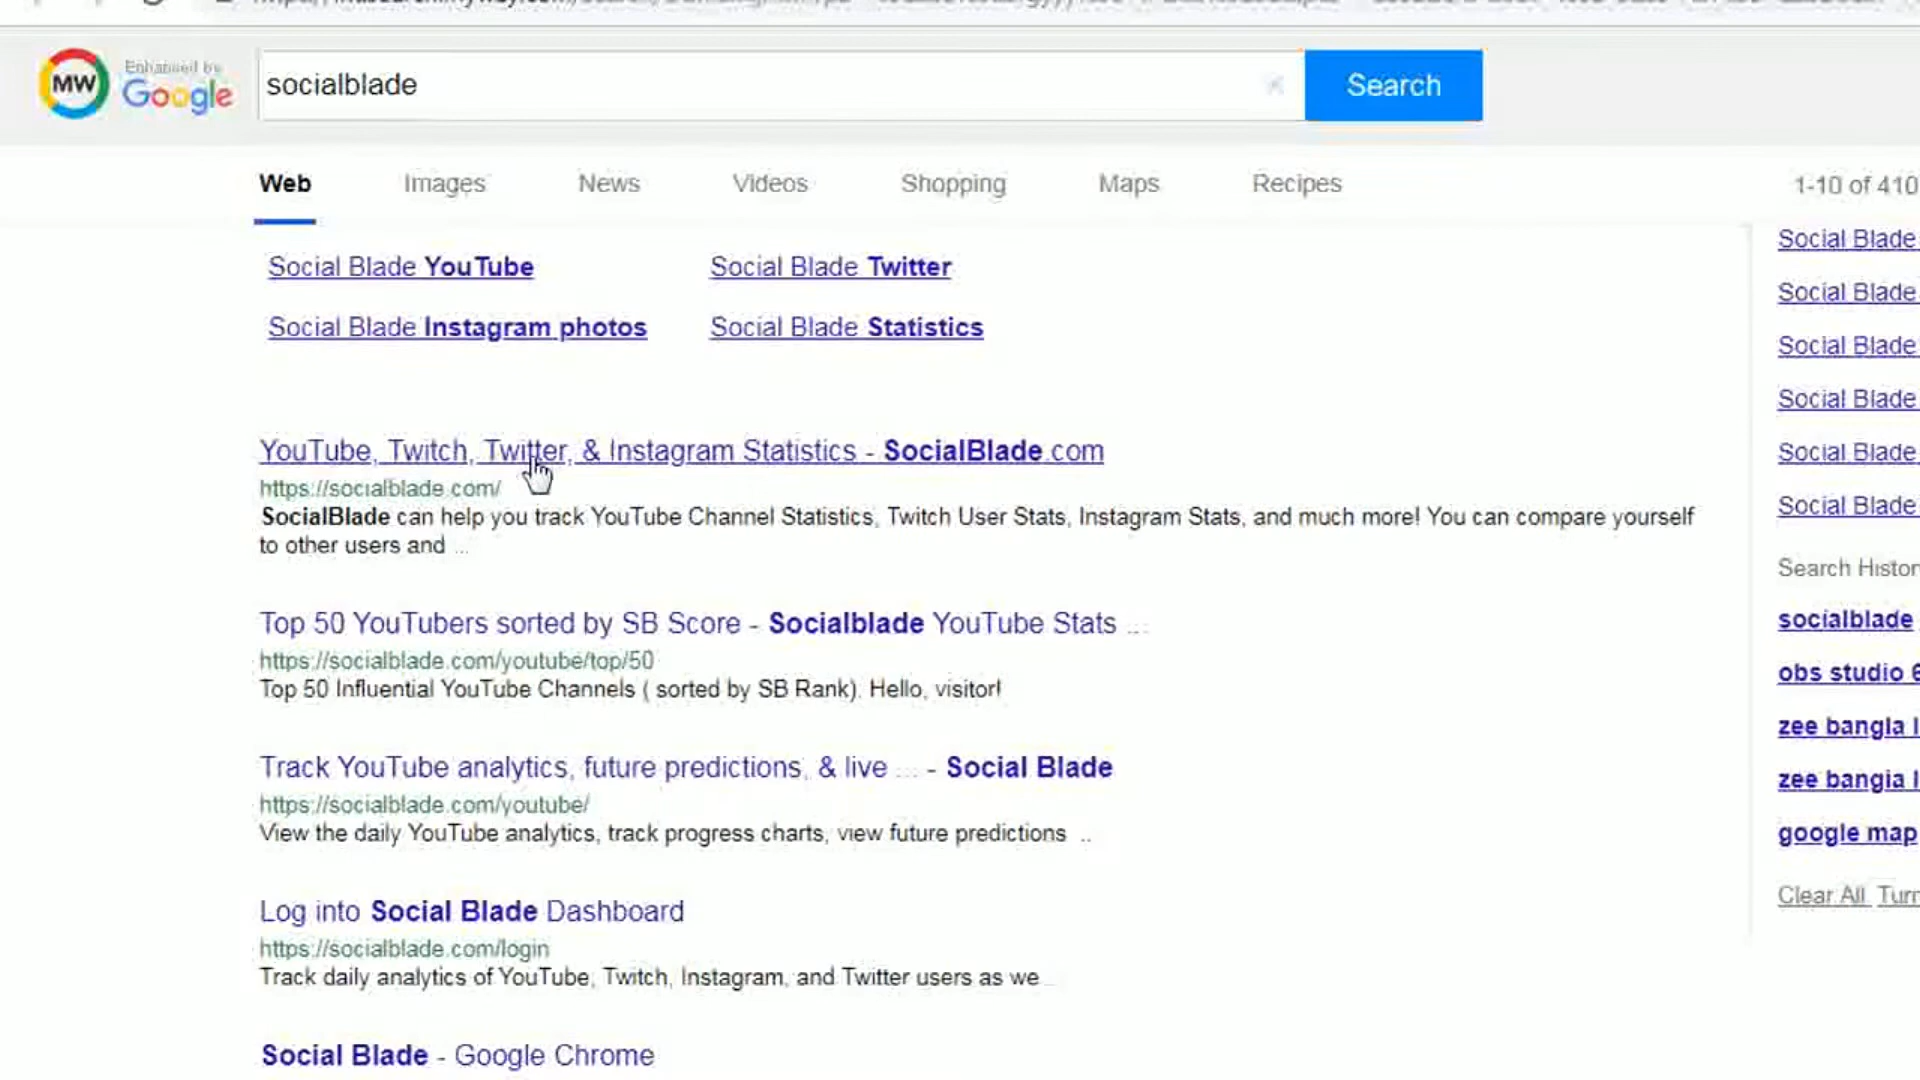 MW
Enhanced by
Google
socialblade
Search
Web Images News Videos Shopping Maps Recipes
1-10 of 410
Social Blade YouTube Social Blade Twitter
Social Blade Instagram photos Social Blade Statistics
YouTube, Twitch, Twitter, & Instagram Statistics - SocialBlade.com
https://socialblade.com/
SocialBlade can help you track YouTube Channel Statistics, Twitch User Stats, Instagram Stats, and much more! You can compare yourself
to other users and ...
Top 50 YouTubers sorted by SB Score - Socialblade YouTube Stats ...
https://socialblade.com/youtube/top/50
Top 50 Influential YouTube Channels ( sorted by SB Rank). Hello, visitor!
Track YouTube analytics, future predictions, & live ... - Social Blade
https://socialblade.com/youtube/
View the daily YouTube analytics, track progress charts, view future predictions ..
Log into Social Blade Dashboard
https://socialblade.com/login
Track daily analytics of YouTube, Twitch, Instagram, and Twitter users as we
Social Blade - Google Chrome
Social Blade
Social Blade
Social Blade
Social Blade
Social Blade
Social Blade
Search Histor
socialblade
obs studio 6
zee bangla l
zee bangia l
google map
Clear All Turn